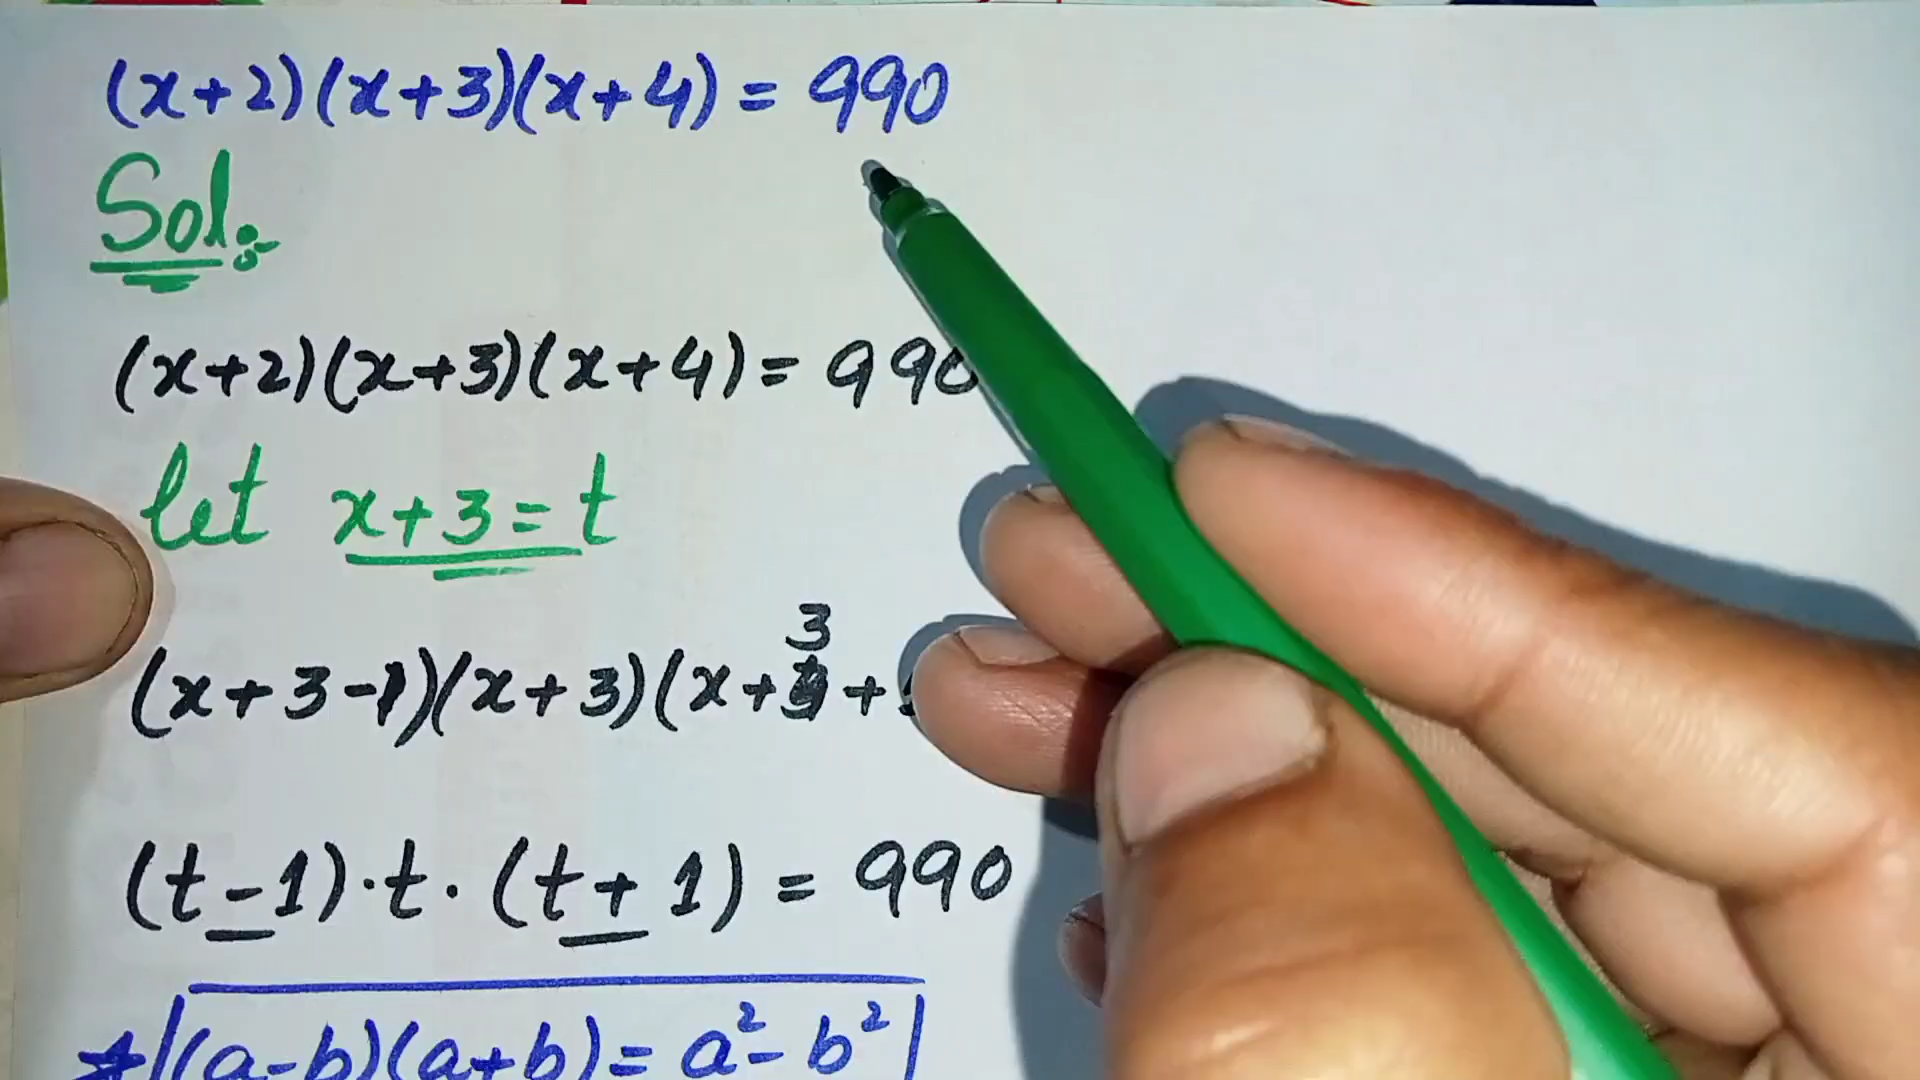 (x+2)(x+3)(x+4) = 990
Sol:-
(x+2)(x+3)(x+4) = 990
let x+3 = t
3
(x+3-1)(x+3)(x+ +
(t-1)·t·(t+1) = 990
(a-b)(a+b) = a²-b²